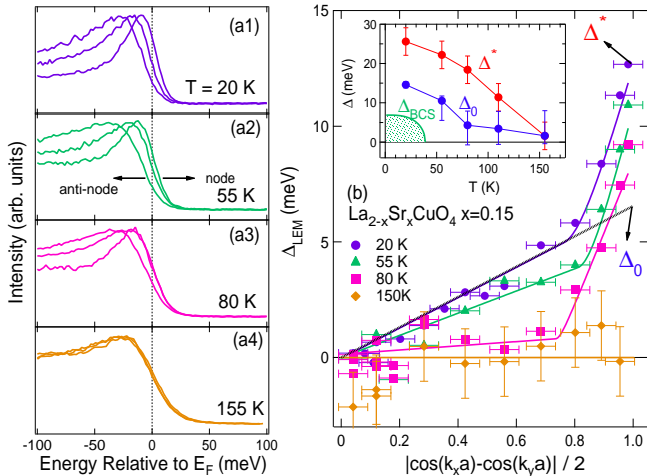 (a1)
T = 20 K
(a2)
anti-node
node
55 K
(a3)
80 K
(a4)
155 K
Intensity (arb. units)
-100
-50
0
50
100
Energy Relative to E_F (meV)
15
10
5
0
Δ_LEM (meV)
30
20
10
0
Δ (meV)
Δ*
Δ_BCS
Δ_0
0
50
100
150
T (K)
Δ*
(b)
La_{2-x}Sr_xCuO_4 x=0.15
20 K
55 K
80 K
150K
Δ_0
0
0.2
0.4
0.6
0.8
1.0
|cos(k_xa)-cos(k_ya)| / 2